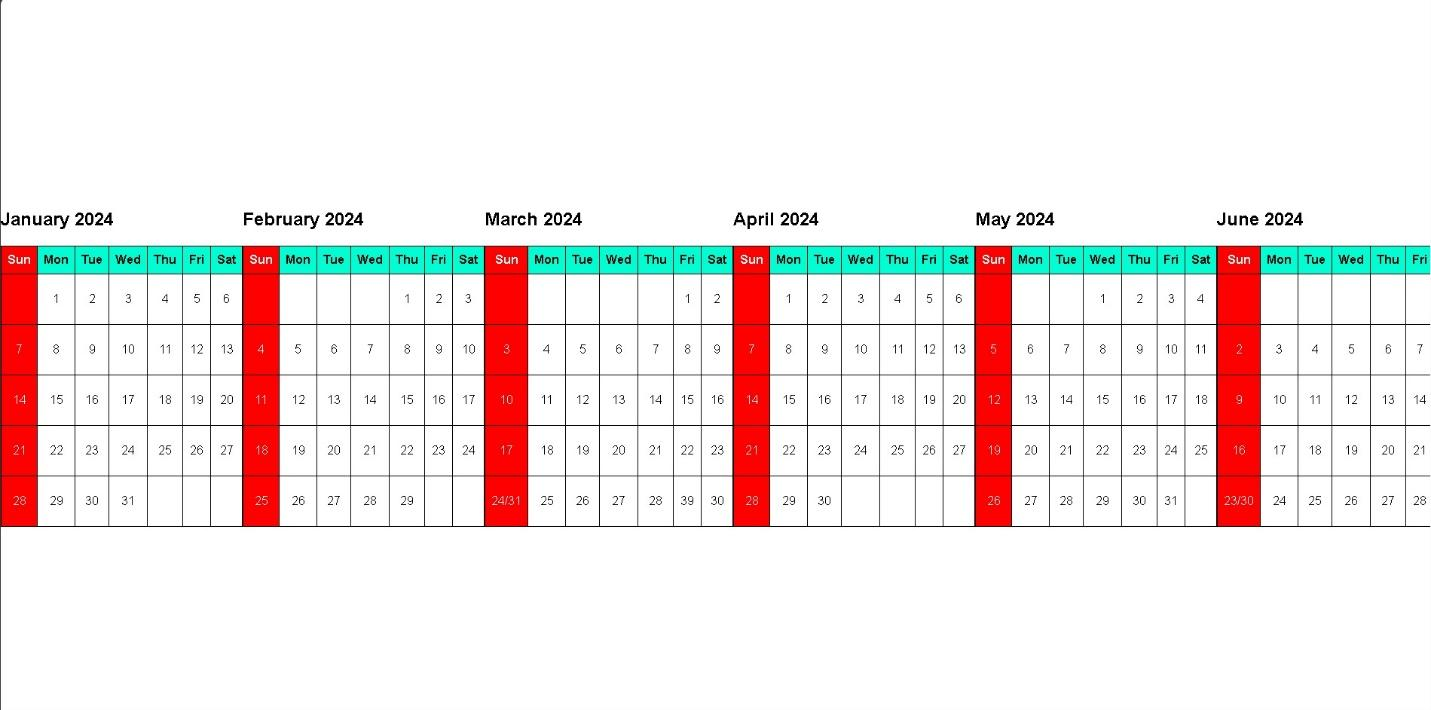 January 2024 February 2024 March 2024 April 2024 May 2024 June 2024
Sun Mon Tue Wed Thu Fri Sat Sun Mon Tue Wed Thu Fri Sat Sun Mon Tue Wed Thu Fri Sat Sun Mon Tue Wed Thu Fri Sat Sun Mon Tue Wed Thu Fri Sat Sun Mon Tue Wed Thu Fri
1 2 3 4 5 6 1 2 3 1 2 1 2 3 4 5 6 1 2 3 4
7 8 9 10 11 12 13 4 5 6 7 8 9 10 3 4 5 6 7 8 9 7 8 9 10 11 12 13 5 6 7 8 9 10 11 2 3 4 5 6 7
14 15 16 17 18 19 20 11 12 13 14 15 16 17 10 11 12 13 14 15 16 14 15 16 17 18 19 20 12 13 14 15 16 17 18 9 10 11 12 13 14
21 22 23 24 25 26 27 18 19 20 21 22 23 24 17 18 19 20 21 22 23 21 22 23 24 25 26 27 19 20 21 22 23 24 25 16 17 18 19 20 21
28 29 30 31 25 26 27 28 29 24/31 25 26 27 28 39 30 28 29 30 26 27 28 29 30 31 23/30 24 25 26 27 28